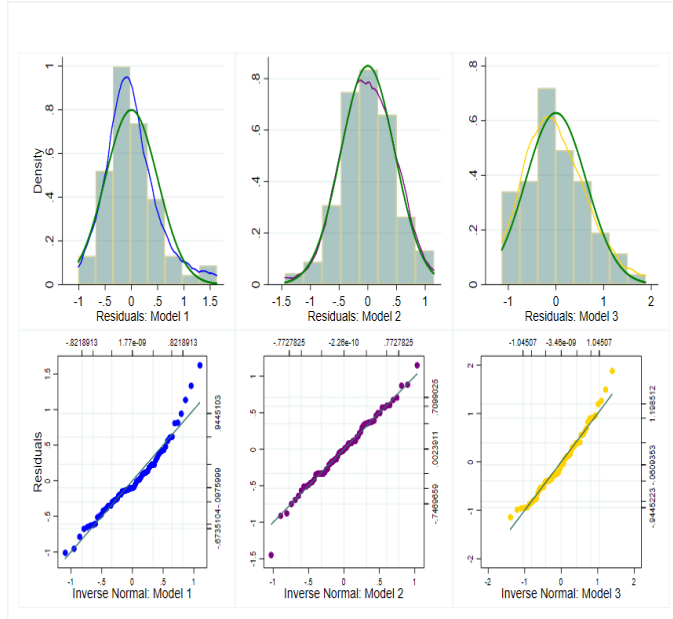 Density
1
.8
.6
.4
.2
0
-1 -.5 0 .5 1 1.5
Residuals: Model 1
.8
.6
.4
.2
0
-1.5 -1 -.5 0 .5 1
Residuals: Model 2
.8
.6
.4
.2
0
-1 0 1 2
Residuals: Model 3
-.8218913 1.77e-09 .8218913
Residuals
1.5
1
.5
0
-.5
-1
.9445103
-.0975999
-.6735104
-1 -.5 0 .5 1
Inverse Normal: Model 1
-.7727825 -2.26e-10 .7727825
1
.5
0
-.5
-1
-1.5
.7099025
.0023911
-.7469659
-1 -.5 0 .5 1
Inverse Normal: Model 2
-1.04507 -3.46e-09 1.04507
2
1
0
-1
-2
1.198512
-.0609353
-.9445223
-2 -1 0 1 2
Inverse Normal: Model 3